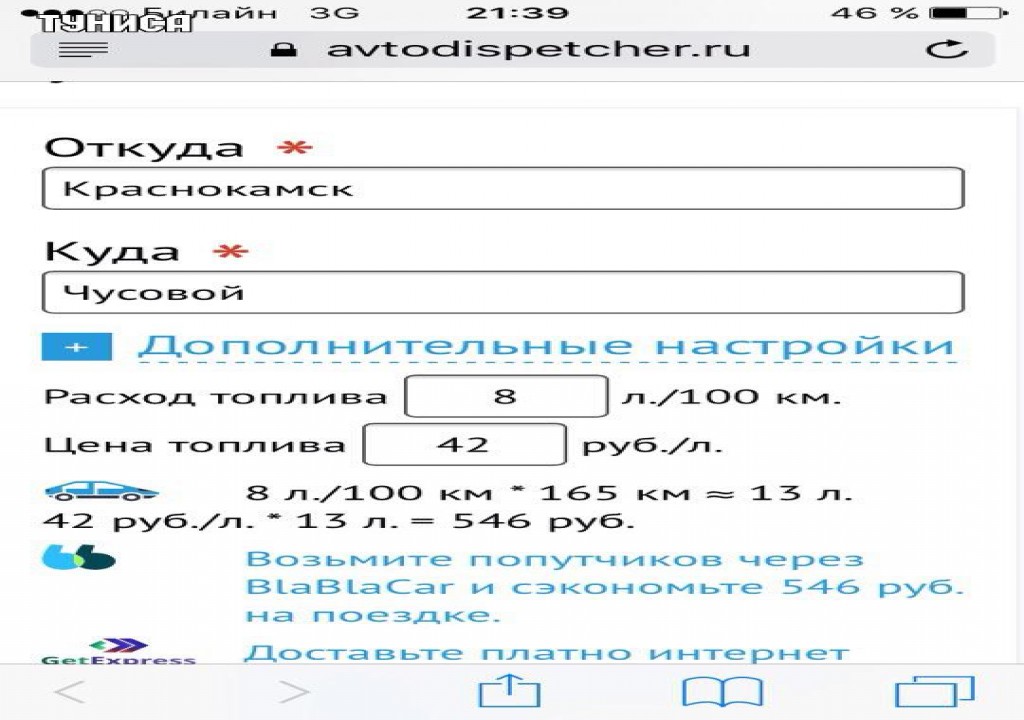 Билайн 3G 21:39 46 %
ТУНИСА
avtodispetcher.ru
Откуда *
Краснокамск
Куда *
Чусовой
+ Дополнительные настройки
Расход топлива 8 л./100 км.
Цена топлива 42 руб./л.
8 л./100 км * 165 км ≈ 13 л.
42 руб./л. * 13 л. = 546 руб.
Возьмите попутчиков через
BlaBlaCar и сэкономьте 546 руб.
на поездке.
GetExpress Доставьте платно интернет